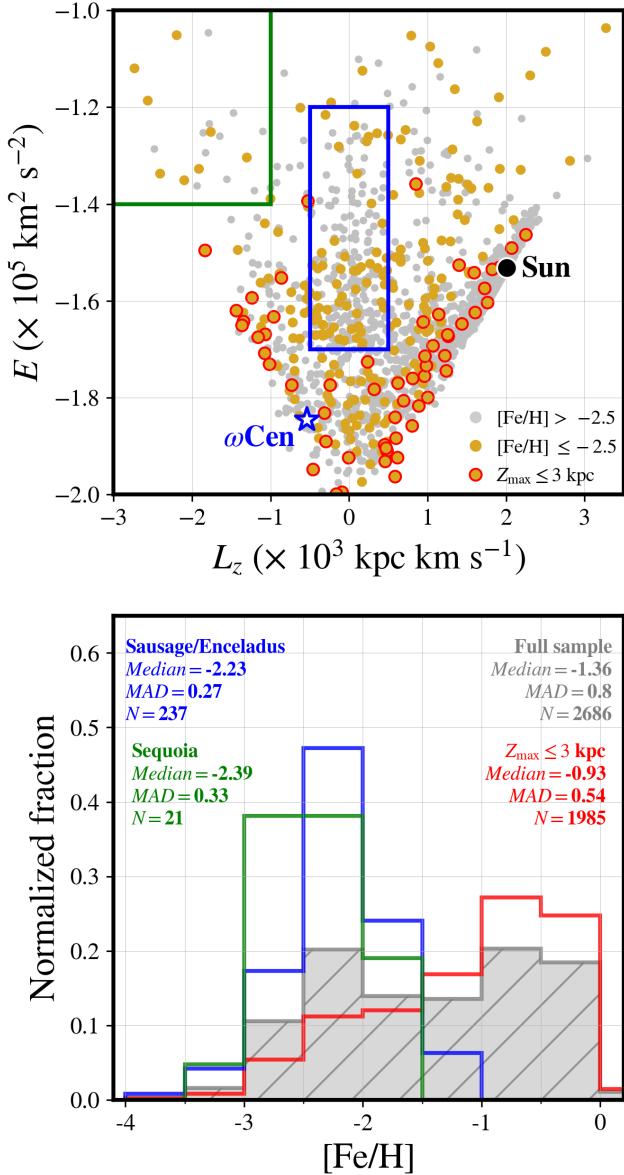 −1.0
−1.2
−1.4
−1.6
−1.8
−2.0
E (× 10⁵ km² s⁻²)
Sun
ωCen
[Fe/H] > −2.5
[Fe/H] ≤ −2.5
Zmax ≤ 3 kpc
−3 −2 −1 0 1 2 3
Lz (× 10³ kpc km s⁻¹)
0.6
0.5
0.4
0.3
0.2
0.1
0.0
Normalized fraction
Sausage/Enceladus
Median = -2.23
MAD = 0.27
N = 237
Full sample
Median = -1.36
MAD = 0.8
N = 2686
Sequoia
Median = -2.39
MAD = 0.33
N = 21
Zmax ≤ 3 kpc
Median = -0.93
MAD = 0.54
N = 1985
-4 -3 -2 -1 0
[Fe/H]